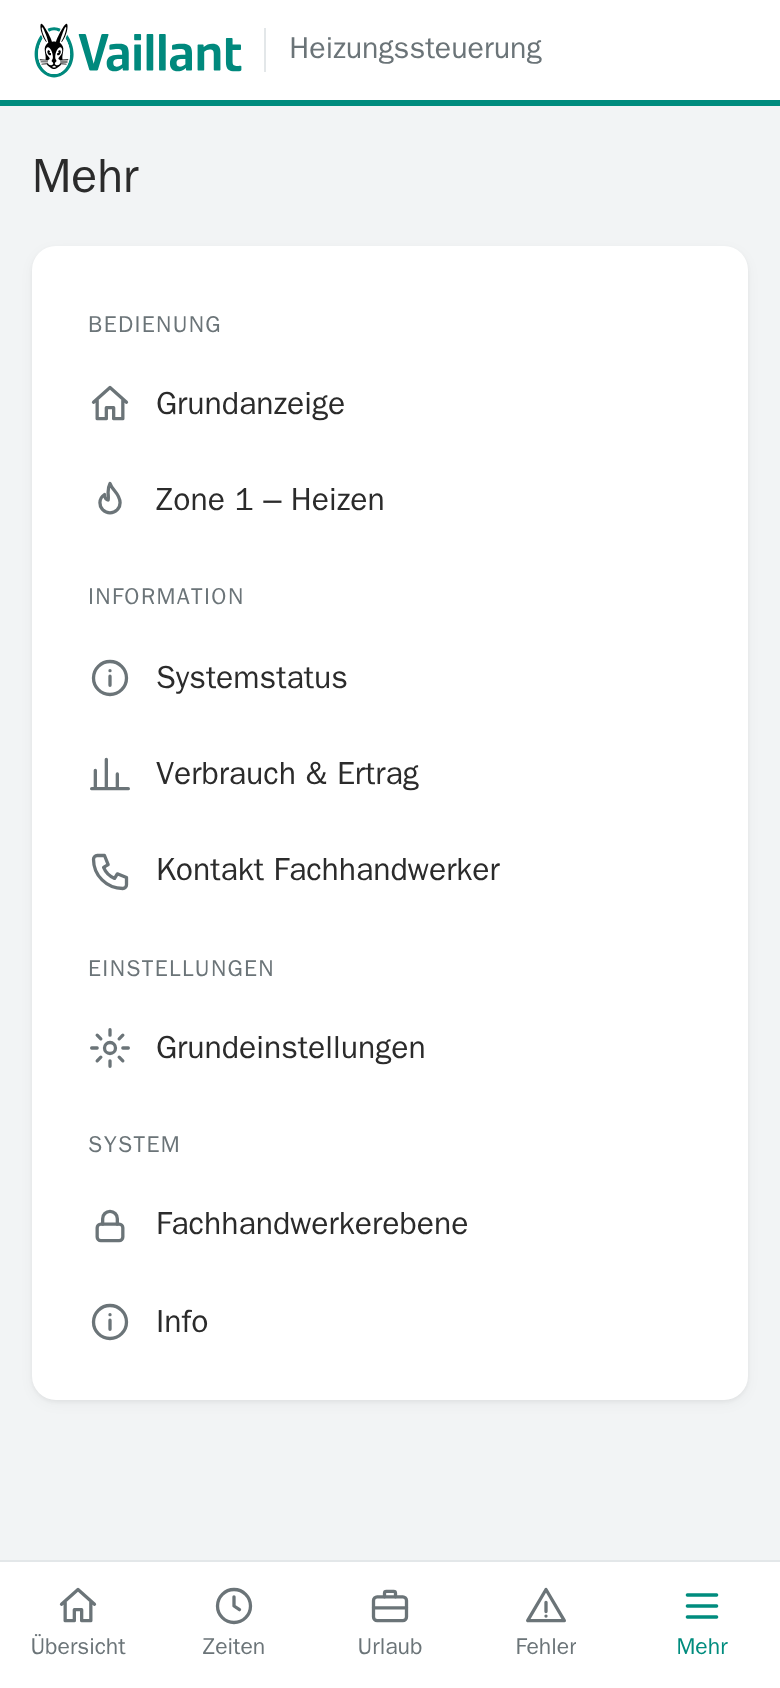 Vaillant
Heizungssteuerung
Mehr
BEDIENUNG
Grundanzeige
Zone 1 – Heizen
INFORMATION
Systemstatus
Verbrauch & Ertrag
Kontakt Fachhandwerker
EINSTELLUNGEN
Grundeinstellungen
SYSTEM
Fachhandwerkerebene
Info
Übersicht
Zeiten
Urlaub
Fehler
Mehr